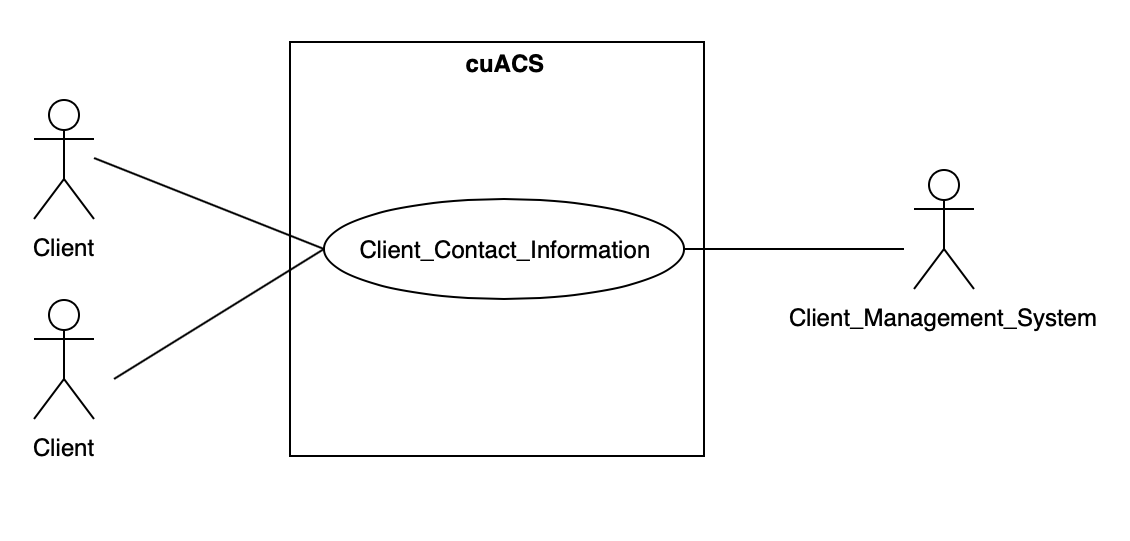 cuACS
Client
Client_Contact_Information
Client_Management_System
Client